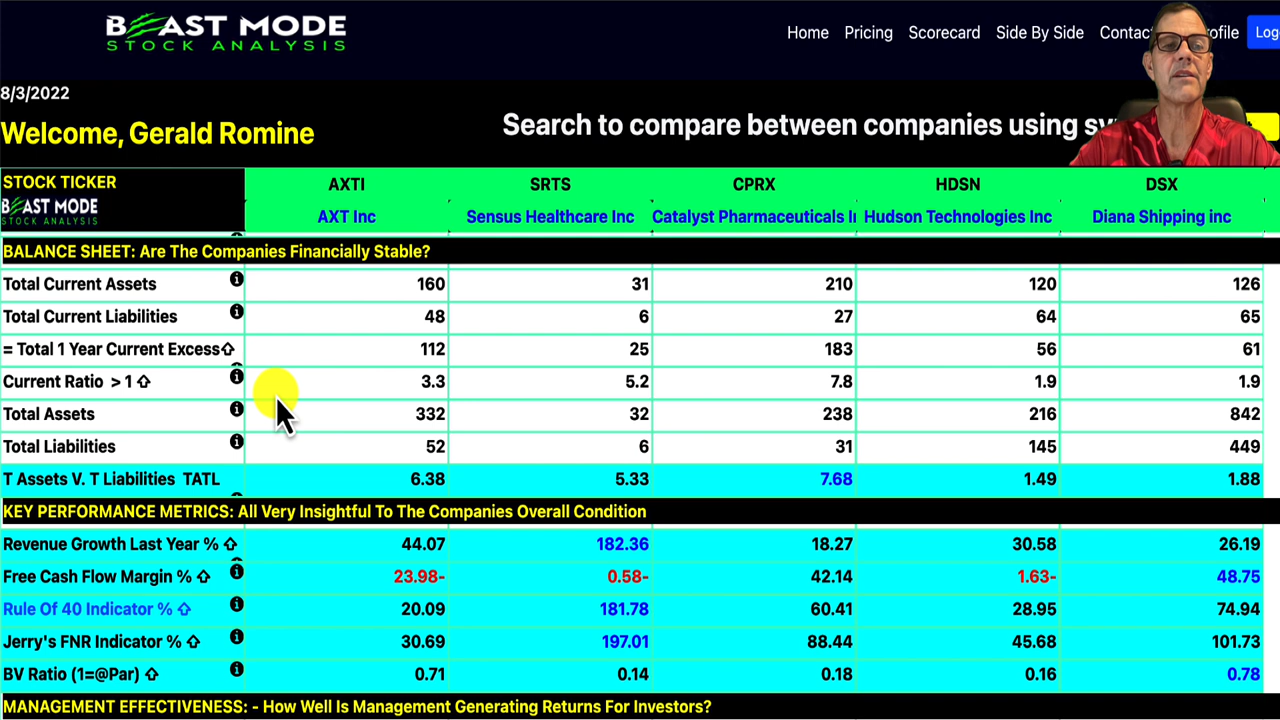 BEAST MODE
STOCK ANALYSIS
Home Pricing Scorecard Side By Side Contac ofile Log
8/3/2022
Welcome, Gerald Romine
Search to compare between companies using sy
STOCK TICKER AXTI SRTS CPRX HDSN DSX
BEAST MODE
STOCK ANALYSIS
AXT Inc Sensus Healthcare Inc Catalyst Pharmaceuticals I Hudson Technologies Inc Diana Shipping inc
BALANCE SHEET: Are The Companies Financially Stable?
Total Current Assets 160 31 210 120 126
Total Current Liabilities 48 6 27 64 65
= Total 1 Year Current Excess⇧ 112 25 183 56 61
Current Ratio > 1 ⇧ 3.3 5.2 7.8 1.9 1.9
Total Assets 332 32 238 216 842
Total Liabilities 52 6 31 145 449
T Assets V. T Liabilities TATL 6.38 5.33 7.68 1.49 1.88
KEY PERFORMANCE METRICS: All Very Insightful To The Companies Overall Condition
Revenue Growth Last Year % ⇧ 44.07 182.36 18.27 30.58 26.19
Free Cash Flow Margin % ⇧ 23.98- 0.58- 42.14 1.63- 48.75
Rule Of 40 Indicator % ⇧ 20.09 181.78 60.41 28.95 74.94
Jerry's FNR Indicator % ⇧ 30.69 197.01 88.44 45.68 101.73
BV Ratio (1=@Par) ⇧ 0.71 0.14 0.18 0.16 0.78
MANAGEMENT EFFECTIVENESS: - How Well Is Management Generating Returns For Investors?